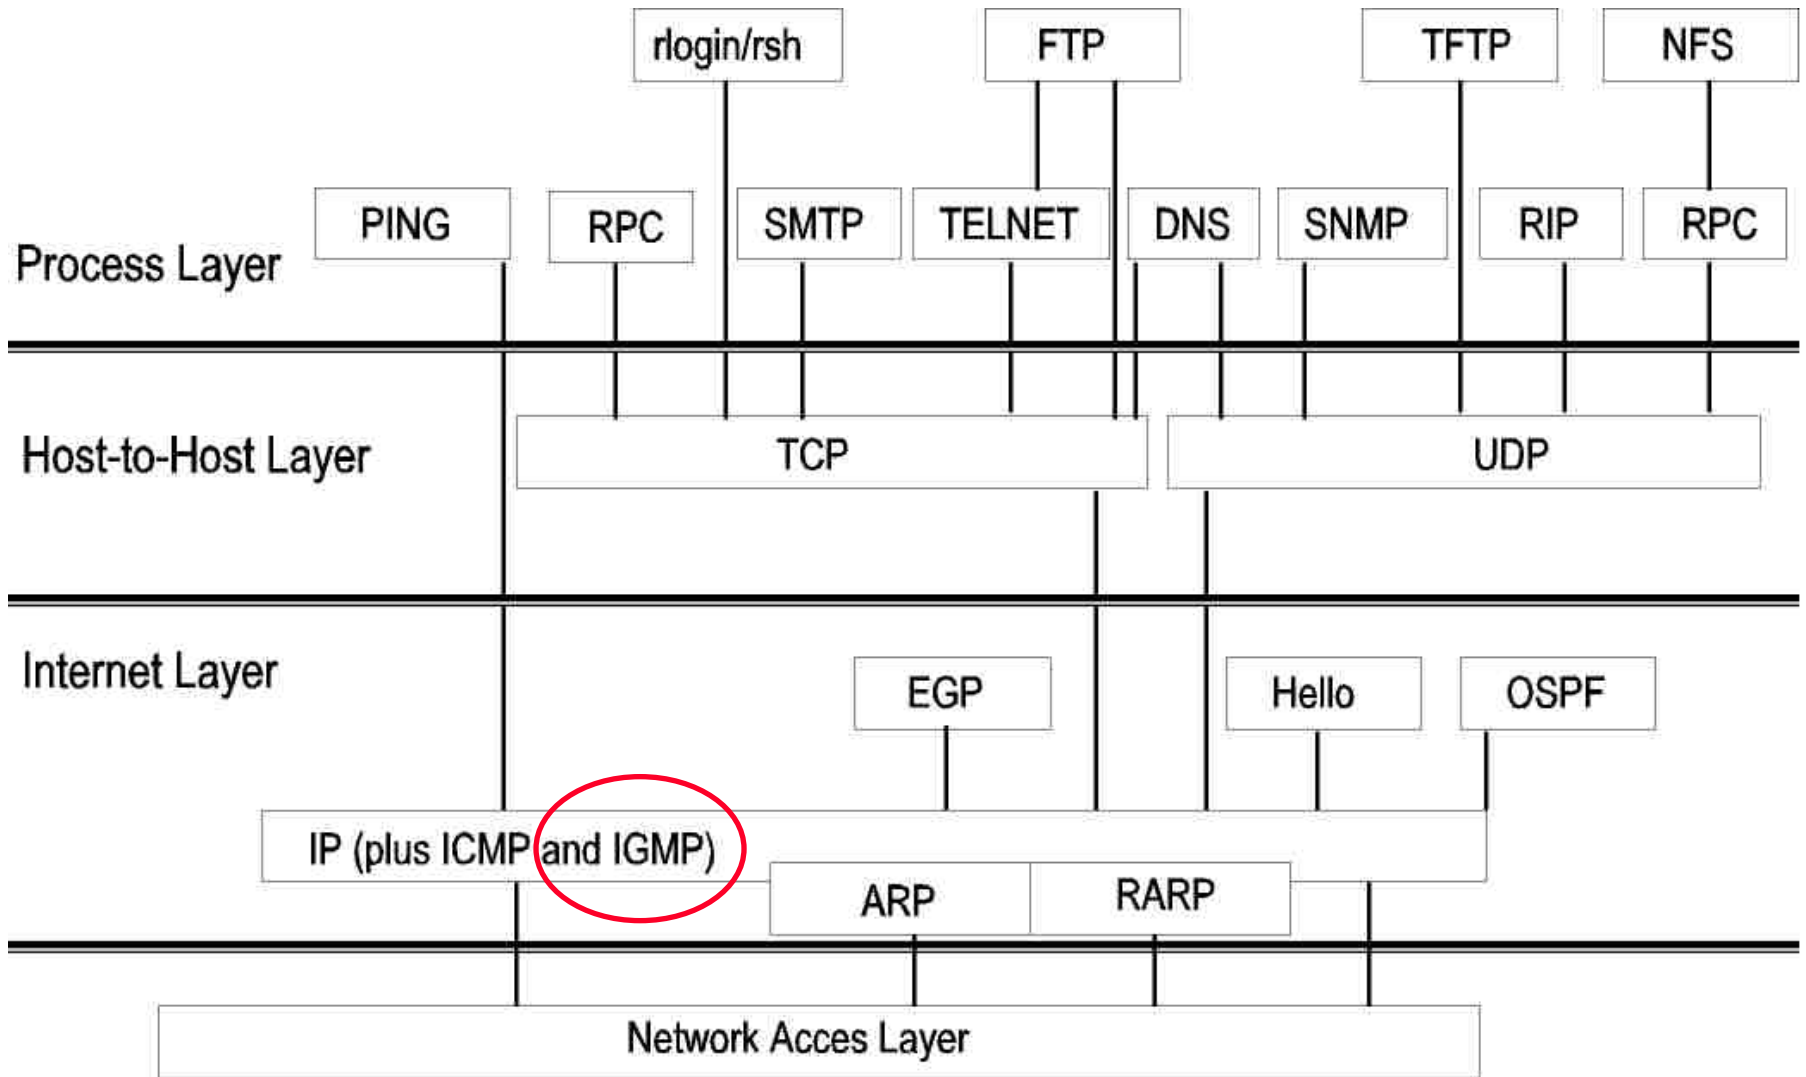 rlogin/rsh
FTP
TFTP
NFS
PING
RPC
SMTP
TELNET
DNS
SNMP
RIP
RPC
Process Layer
Host-to-Host Layer
TCP
UDP
Internet Layer
EGP
Hello
OSPF
IP (plus ICMP and IGMP)
ARP
RARP
Network Acces Layer